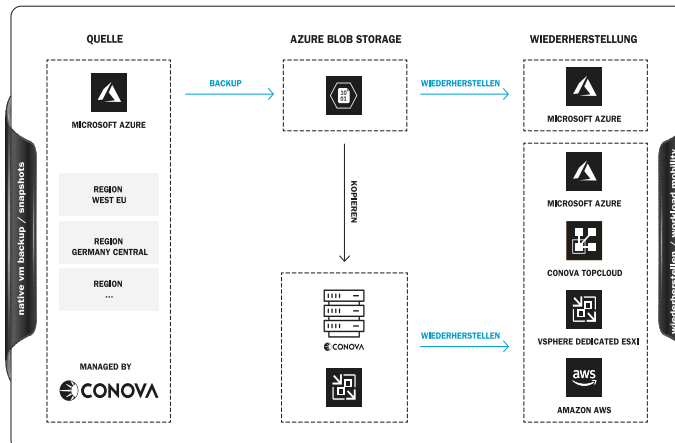 QUELLE
AZURE BLOB STORAGE
WIEDERHERSTELLUNG
MICROSOFT AZURE
BACKUP
10
01
WIEDERHERSTELLEN
MICROSOFT AZURE
native vm backup / snapshots
REGION
WEST EU
REGION
GERMANY CENTRAL
REGION
...
MANAGED BY
CONOVA
KOPIEREN
CONOVA
WIEDERHERSTELLEN
MICROSOFT AZURE
CONOVA TOPCLOUD
VSPHERE DEDICATED ESXI
aws
AMAZON AWS
wiederherstellen / workload mobility